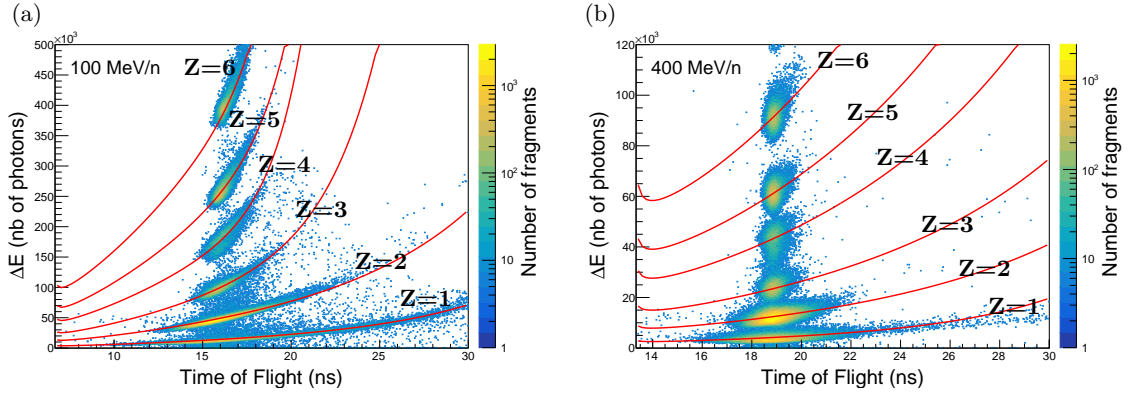 (a)
×10³
500
450
400
350
300
250
200
150
100
50
0
10
15
20
25
30
100 MeV/n
Z=6
Z=5
Z=4
Z=3
Z=2
Z=1
ΔE (nb of photons)
Time of Flight (ns)
10³
10²
10
1
Number of fragments
(b)
×10³
120
100
80
60
40
20
0
14
16
18
20
22
24
26
28
30
400 MeV/n
Z=6
Z=5
Z=4
Z=3
Z=2
Z=1
ΔE (nb of photons)
Time of Flight (ns)
10³
10²
10
1
Number of fragments